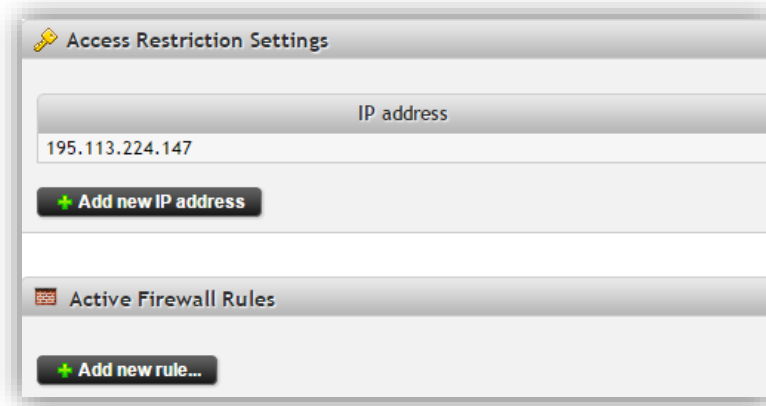 Access Restriction Settings
IP address
195.113.224.147
Add new IP address
Active Firewall Rules
Add new rule...